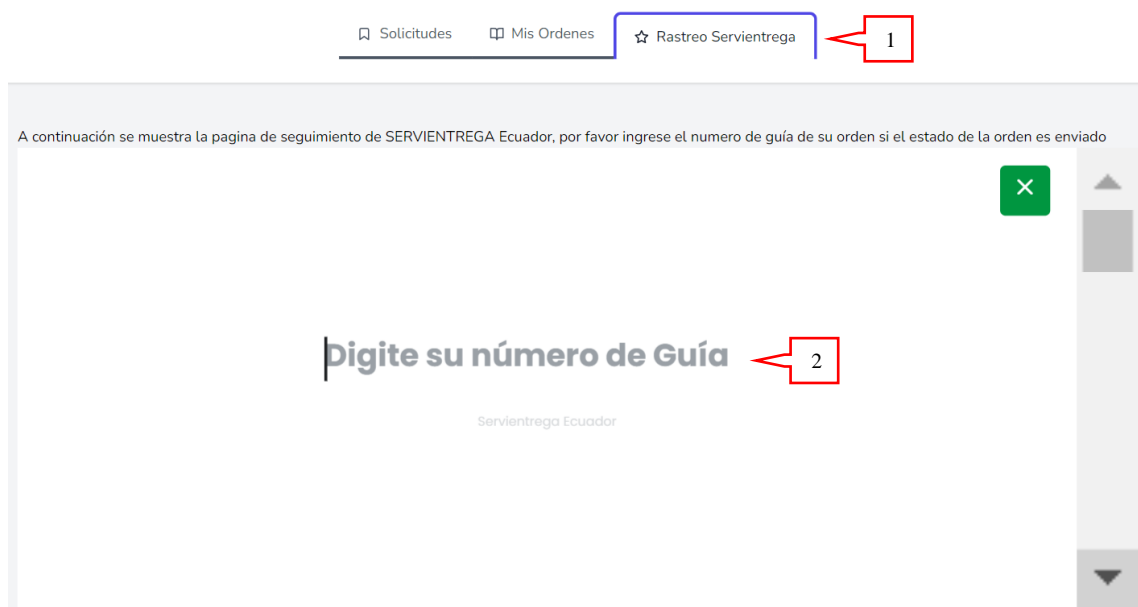 Solicitudes Mis Ordenes Rastreo Servientrega 1
A continuación se muestra la pagina de seguimiento de SERVIENTREGA Ecuador, por favor ingrese el numero de guía de su orden si el estado de la orden es enviado
Digite su número de Guía 2
Servientrega Ecuador